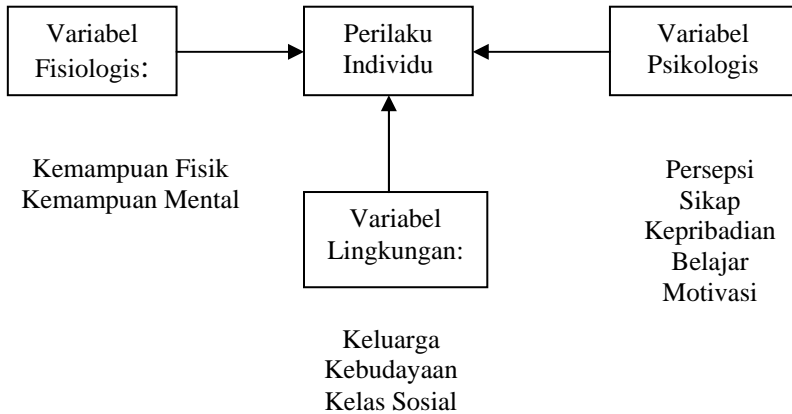 Variabel
Fisiologis:
Perilaku
Individu
Variabel
Psikologis
Kemampuan Fisik
Kemampuan Mental
Variabel
Lingkungan:
Persepsi
Sikap
Kepribadian
Belajar
Motivasi
Keluarga
Kebudayaan
Kelas Sosial